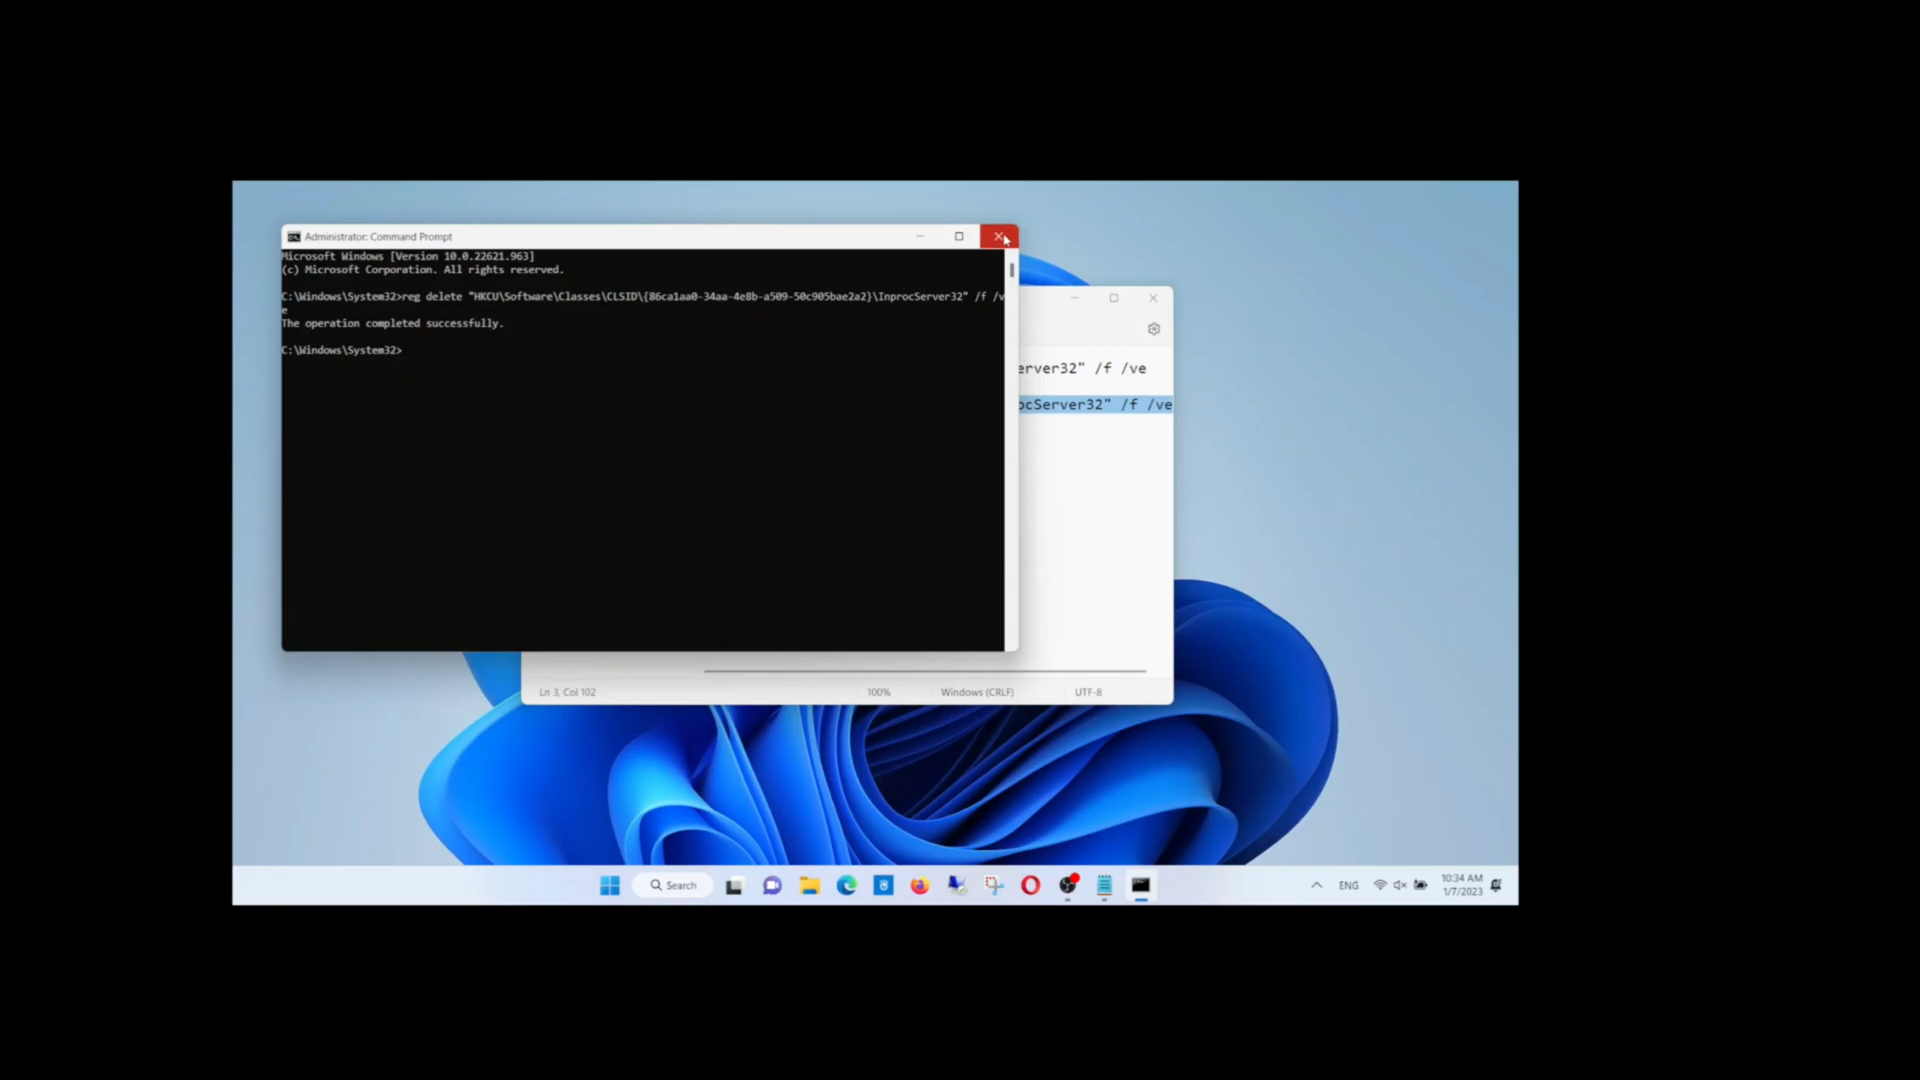 Administrator: Command Prompt
Microsoft Windows [Version 10.0.22621.963]
(c) Microsoft Corporation. All rights reserved.
C:\Windows\System32>reg delete "HKCU\Software\Classes\CLSID\{86ca1aa0-34aa-4e8b-a509-50c905bae2a2}\InprocServer32" /f /v
e
The operation completed successfully.
C:\Windows\System32>
erver32" /f /ve
ocServer32" /f /ve
Ln 3, Col 102
100%
Windows (CRLF)
UTF-8
Search
ENG
10:34 AM
1/7/2023